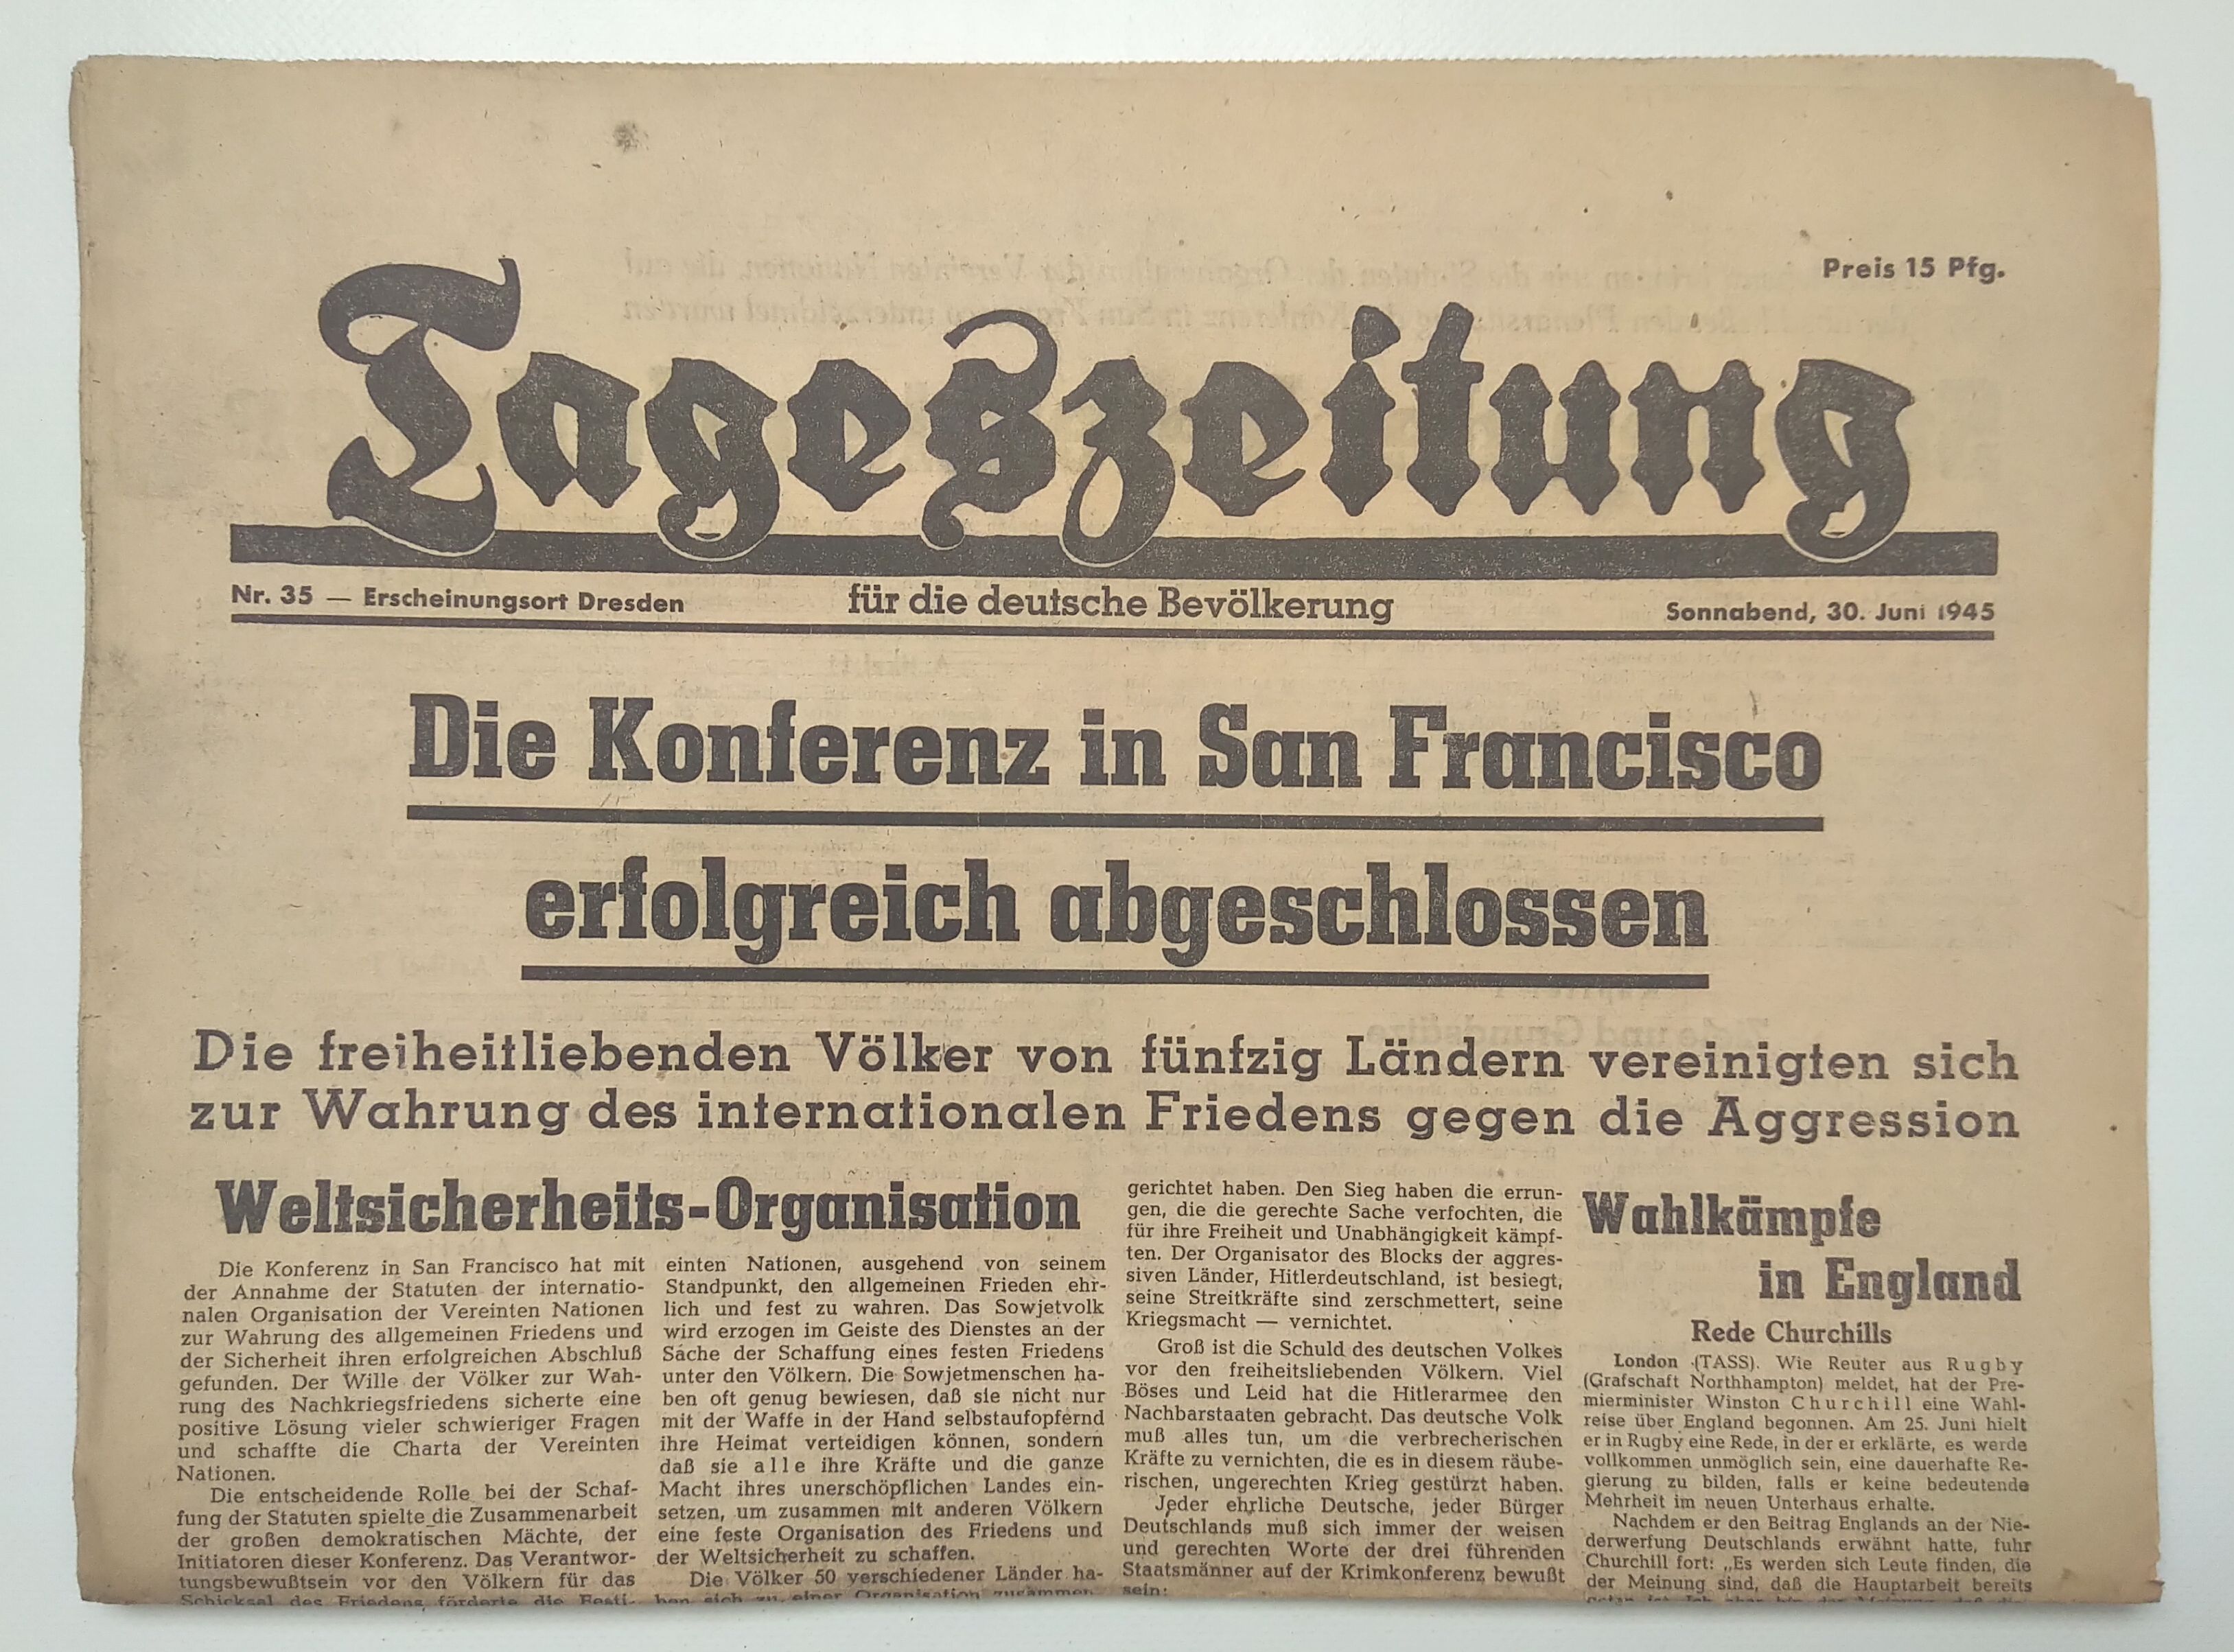 Preis 15 Pfg.
Tageszeitung
Nr. 35 — Erscheinungsort Dresden
für die deutsche Bevölkerung
Sonnabend, 30. Juni 1945
Die Konferenz in San Francisco
erfolgreich abgeschlossen
Die freiheitliebenden Völker von fünfzig Ländern vereinigten sich
zur Wahrung des internationalen Friedens gegen die Aggression
Weltsicherheits-Organisation
Die Konferenz in San Francisco hat mit
der Annahme der Statuten der internatio-
nalen Organisation der Vereinten Nationen
zur Wahrung des allgemeinen Friedens und
der Sicherheit ihren erfolgreichen Abschluß
gefunden. Der Wille der Völker zur Wah-
rung des Nachkriegsfriedens sicherte eine
positive Lösung vieler schwieriger Fragen
und schaffte die Charta der Vereinten
Nationen.
Die entscheidende Rolle bei der Schaf-
fung der Statuten spielte die Zusammenarbeit
der großen demokratischen Mächte, der
Initiatoren dieser Konferenz. Das Verantwor-
tungsbewußtsein vor den Völkern für das
Schicksal des Friedens förderte die Festi-
einten Nationen, ausgehend von seinem
Standpunkt, den allgemeinen Frieden ehr-
lich und fest zu wahren. Das Sowjetvolk
wird erzogen im Geiste des Dienstes an der
Sache der Schaffung eines festen Friedens
unter den Völkern. Die Sowjetmenschen ha-
ben oft genug bewiesen, daß sie nicht nur
mit der Waffe in der Hand selbstaufopfernd
ihre Heimat verteidigen können, sondern
daß sie alle ihre Kräfte und die ganze
Macht ihres unerschöpflichen Landes ein-
setzen, um zusammen mit anderen Völkern
eine feste Organisation des Friedens und
der Weltsicherheit zu schaffen.
Die Völker 50 verschiedener Länder ha-
ben sich zu einer Organisation zusammen-
gerichtet haben. Den Sieg haben die errun-
gen, die die gerechte Sache verfochten, die
für ihre Freiheit und Unabhängigkeit kämpf-
ten. Der Organisator des Blocks der aggres-
siven Länder, Hitlerdeutschland, ist besiegt,
seine Streitkräfte sind zerschmettert, seine
Kriegsmacht — vernichtet.
Groß ist die Schuld des deutschen Volkes
vor den freiheitsliebenden Völkern. Viel
Böses und Leid hat die Hitlerarmee den
Nachbarstaaten gebracht. Das deutsche Volk
muß alles tun, um die verbrecherischen
Kräfte zu vernichten, die es in diesem räube-
rischen, ungerechten Krieg gestürzt haben.
Jeder ehrliche Deutsche, jeder Bürger
Deutschlands muß sich immer der weisen
und gerechten Worte der drei führenden
Staatsmänner auf der Krimkonferenz bewußt
sein:
Wahlkämpfe
in England
Rede Churchills
London (TASS). Wie Reuter aus Rugby
(Grafschaft Northhampton) meldet, hat der Pre-
mierminister Winston Churchill eine Wahl-
reise über England begonnen. Am 25. Juni hielt
er in Rugby eine Rede, in der er erklärte, es werde
vollkommen unmöglich sein, eine dauerhafte Re-
gierung zu bilden, falls er keine bedeutende
Mehrheit im neuen Unterhaus erhalte.
Nachdem er den Beitrag Englands an der Nie-
derwerfung Deutschlands erwähnt hatte, fuhr
Churchill fort: „Es werden sich Leute finden, die
der Meinung sind, daß die Hauptarbeit bereits